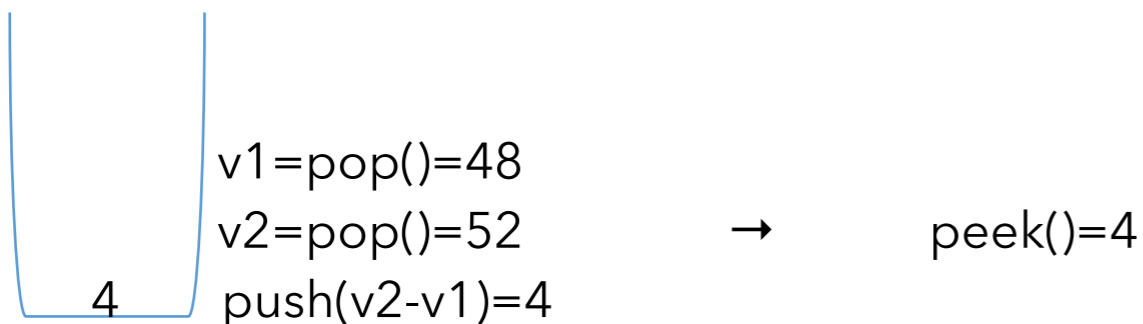 v1=pop()=48
v2=pop()=52 → peek()=4
4 push(v2-v1)=4